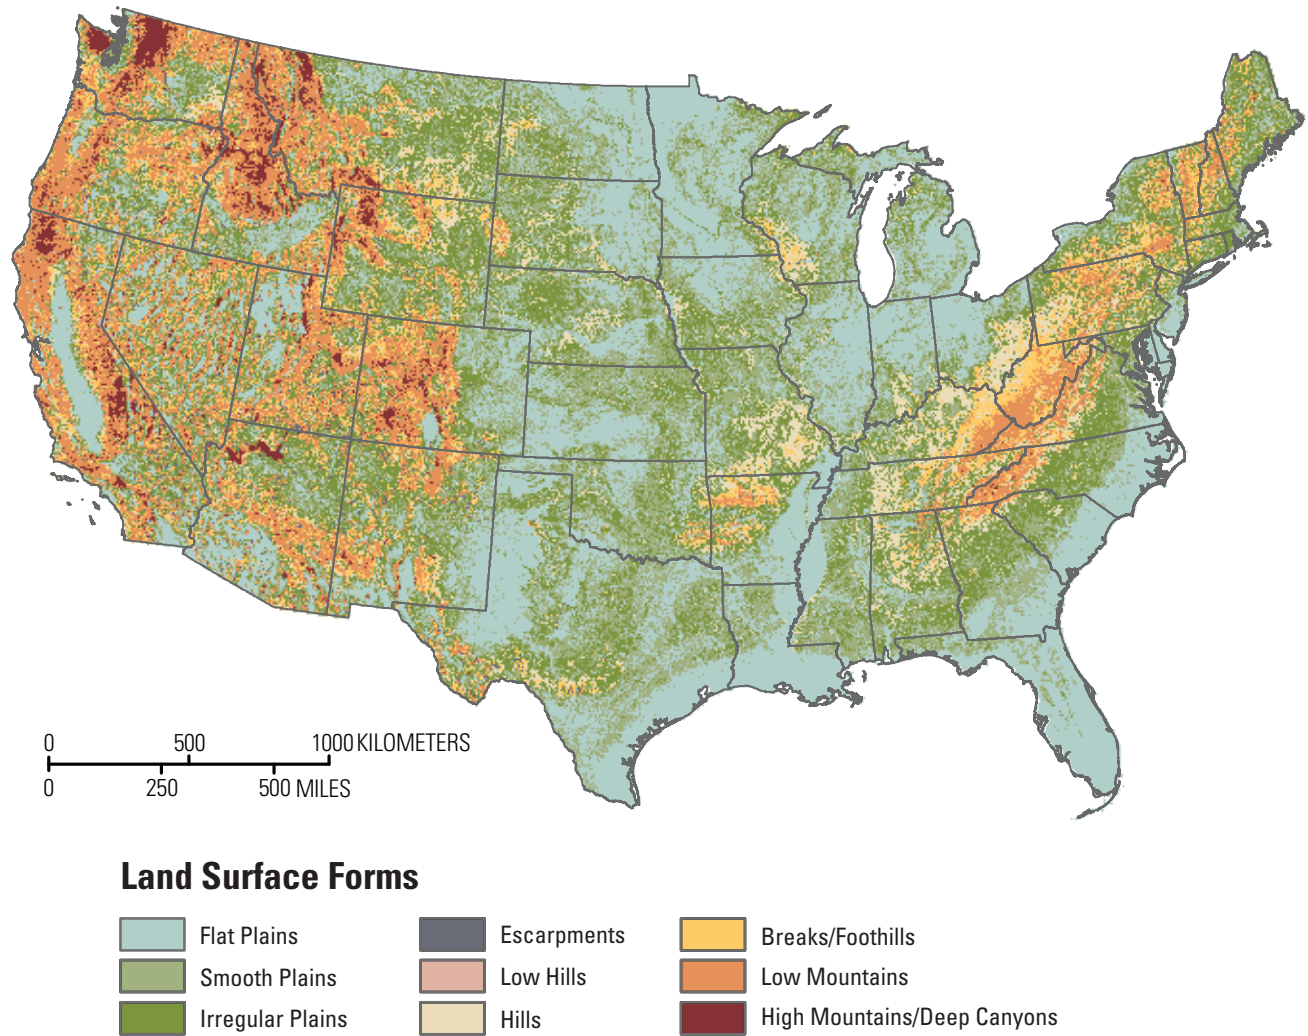 0 500 1000 KILOMETERS
0 250 500 MILES
Land Surface Forms
Flat Plains
Smooth Plains
Irregular Plains
Escarpments
Low Hills
Hills
Breaks/Foothills
Low Mountains
High Mountains/Deep Canyons